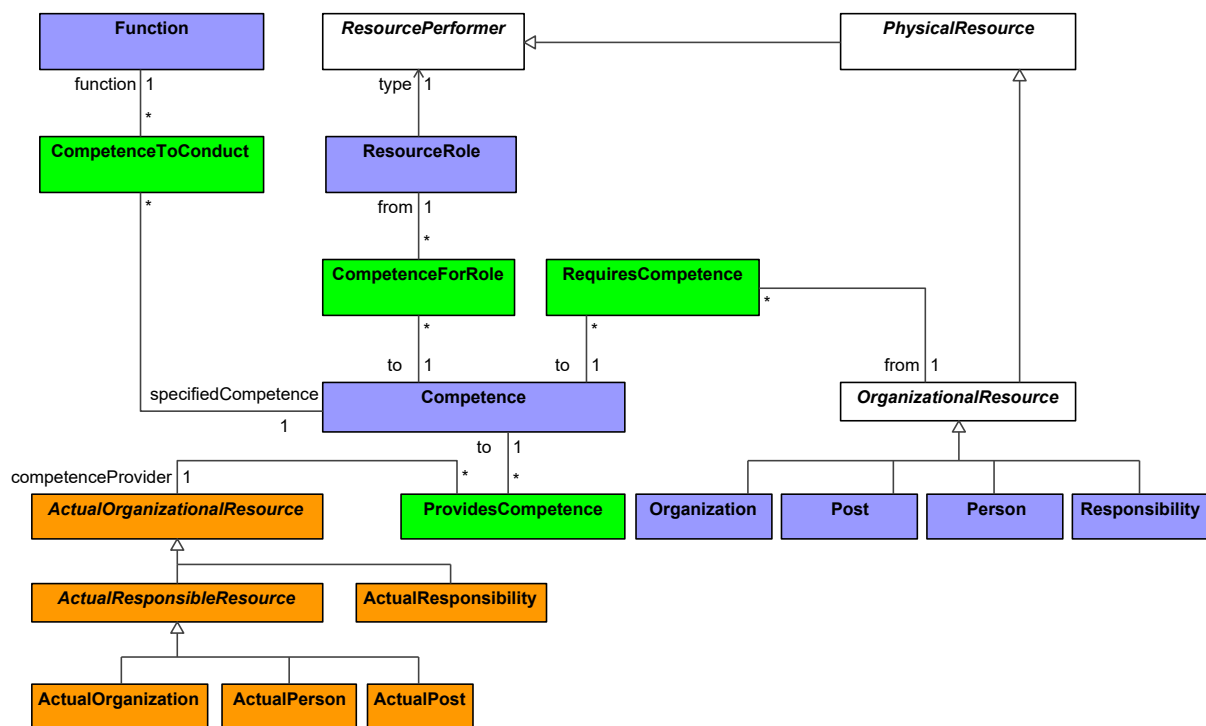 Function
ResourcePerformer
PhysicalResource
function 1
type 1
*
CompetenceToConduct
ResourceRole
*
from 1
*
CompetenceForRole
RequiresCompetence
*
*
*
to 1
to 1
from 1
specifiedCompetence
1
Competence
OrganizationalResource
to 1
competenceProvider 1
*
*
ActualOrganizationalResource
ProvidesCompetence
Organization
Post
Person
Responsibility
ActualResponsibleResource
ActualResponsibility
ActualOrganization
ActualPerson
ActualPost